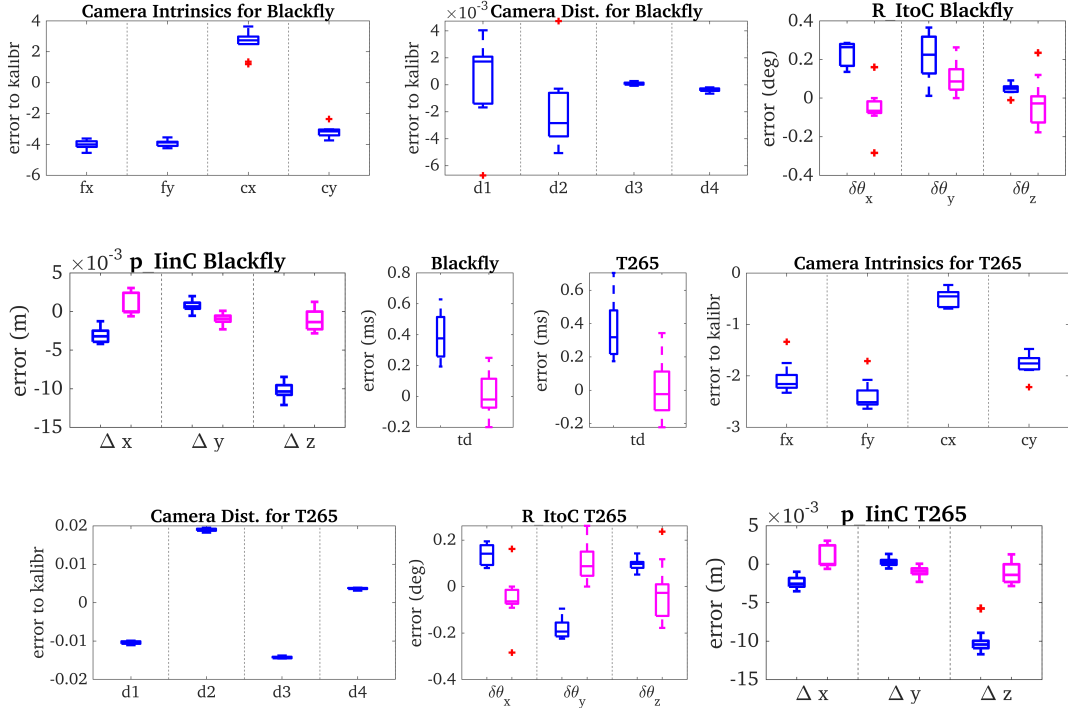 Camera Intrinsics for Blackfly
error to kalibr
4
2
0
-2
-4
-6
fx fy cx cy
×10⁻³ Camera Dist. for Blackfly
error to kalibr
4
2
0
-2
-4
-6
d1 d2 d3 d4
R_ItoC Blackfly
error (deg)
0.4
0.2
0
-0.2
-0.4
δθx δθy δθz
×10⁻³ p_IinC Blackfly
error (m)
5
0
-5
-10
-15
Δ x Δ y Δ z
Blackfly
error (ms)
0.8
0.6
0.4
0.2
0
-0.2
td
T265
error (ms)
0.6
0.4
0.2
0
-0.2
td
Camera Intrinsics for T265
error to kalibr
0
-1
-2
-3
fx fy cx cy
Camera Dist. for T265
error to kalibr
0.02
0.01
0
-0.01
-0.02
d1 d2 d3 d4
R_ItoC T265
error (deg)
0.2
0
-0.2
-0.4
δθx δθy δθz
×10⁻³ p_IinC T265
error (m)
5
0
-5
-10
-15
Δ x Δ y Δ z